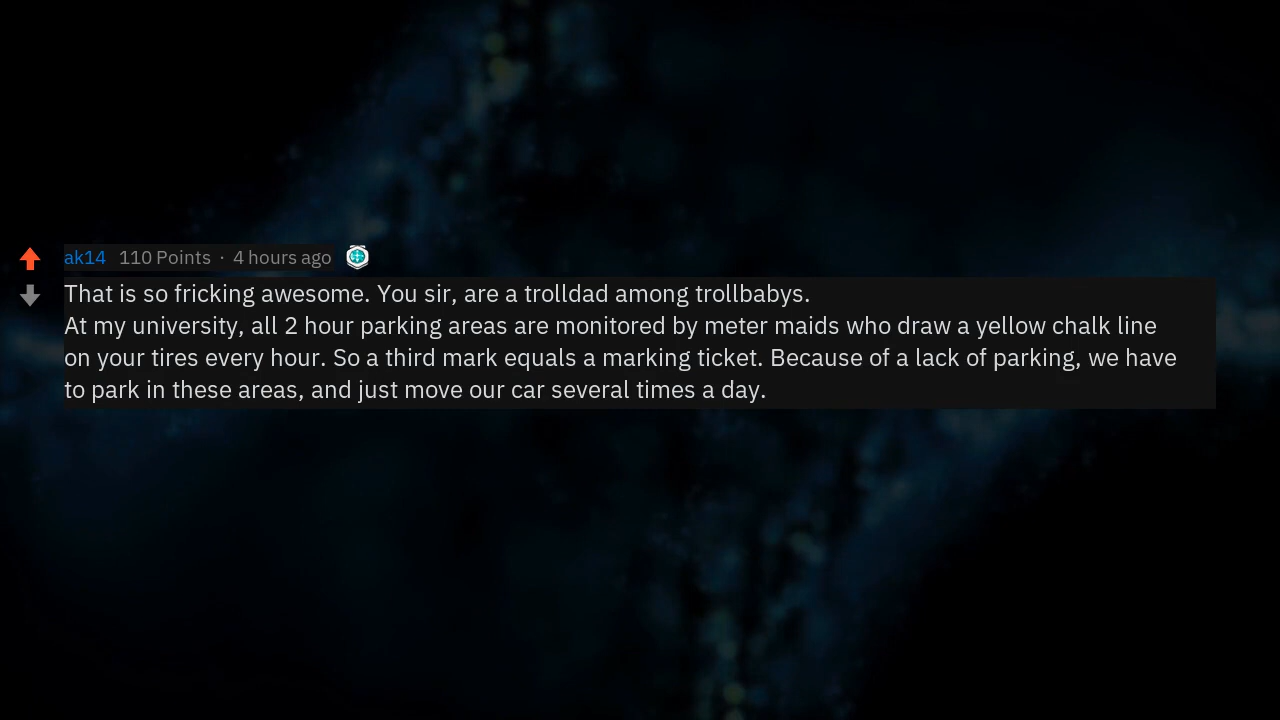 ak14 110 Points · 4 hours ago
That is so fricking awesome. You sir, are a trolldad among trollbabys.
At my university, all 2 hour parking areas are monitored by meter maids who draw a yellow chalk line
on your tires every hour. So a third mark equals a marking ticket. Because of a lack of parking, we have
to park in these areas, and just move our car several times a day.